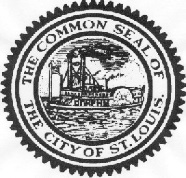 THE COMMON SEAL OF
THE CITY OF ST. LOUIS.